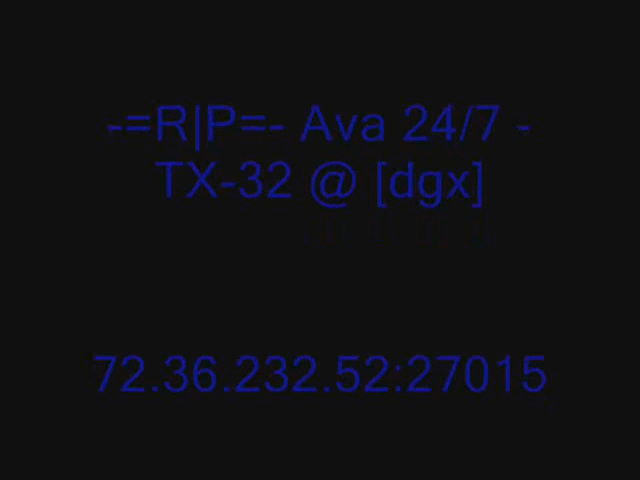 -=R|P=- Ava 24/7 -
TX-32 @ [dgx]
72.36.232.52:27015